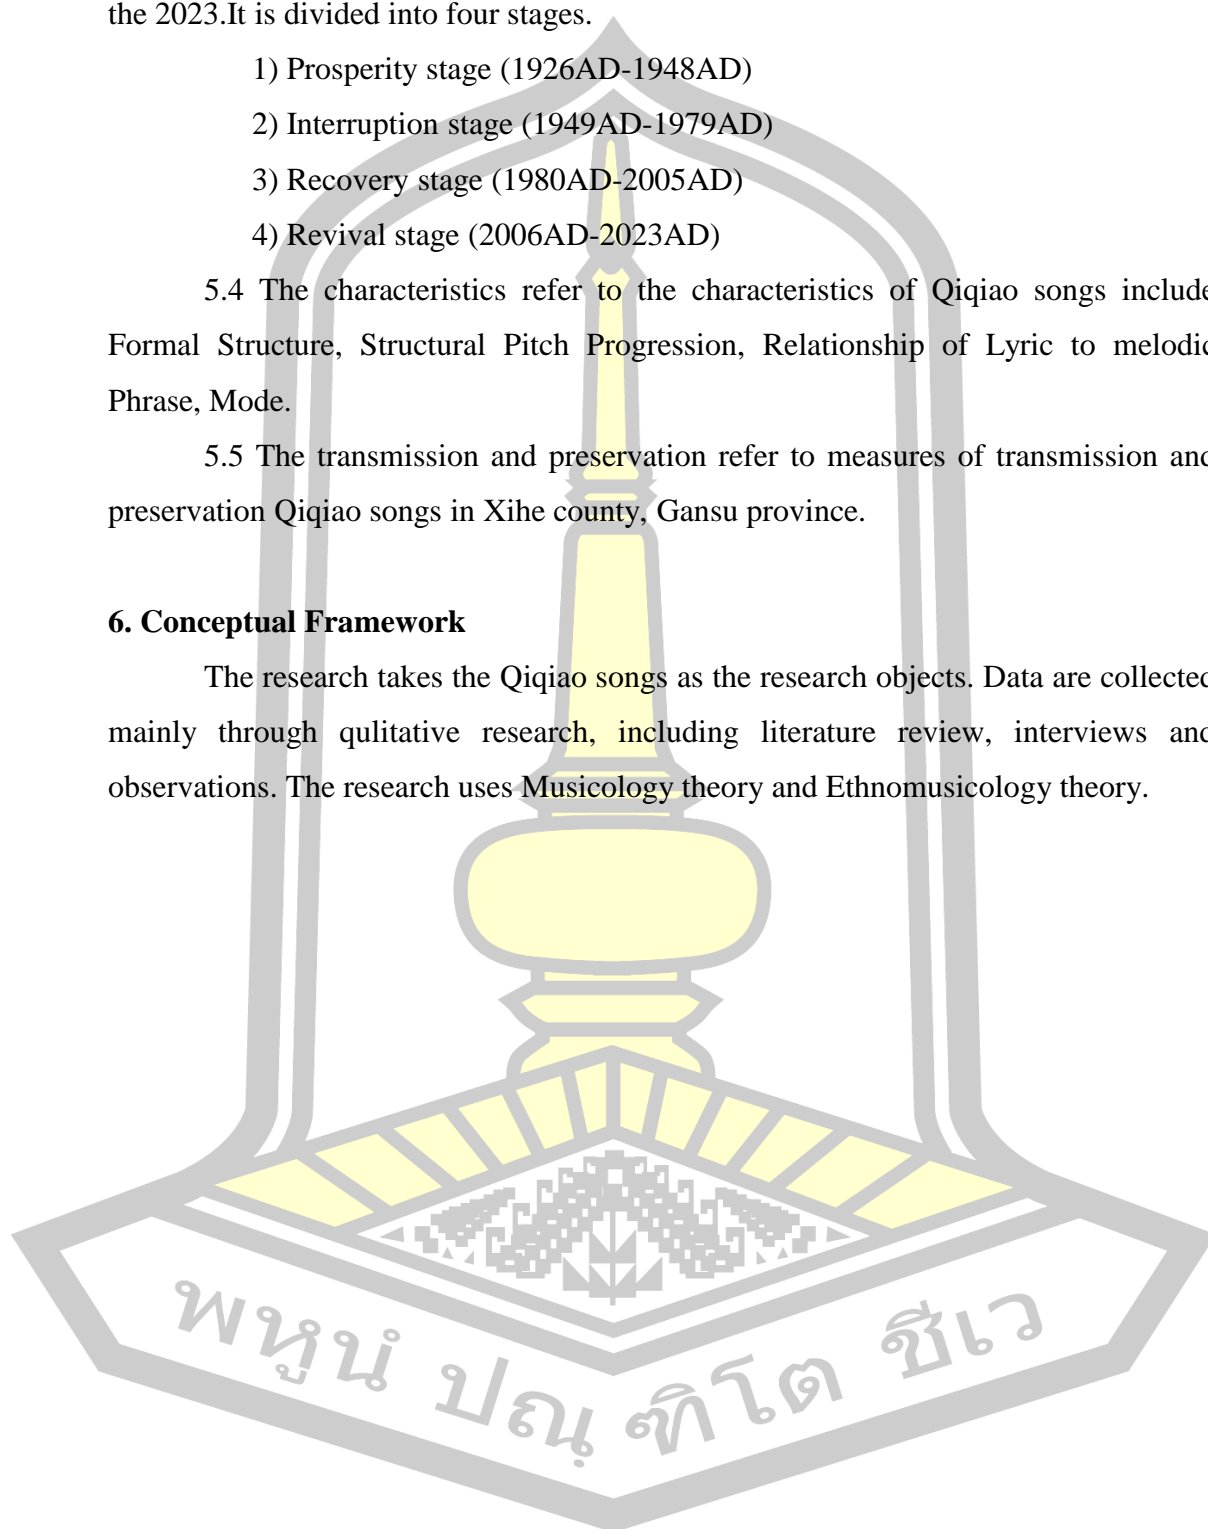 the 2023.It is divided into four stages.
1) Prosperity stage (1926AD-1948AD)
2) Interruption stage (1949AD-1979AD)
3) Recovery stage (1980AD-2005AD)
4) Revival stage (2006AD-2023AD)
5.4 The characteristics refer to the characteristics of Qiqiao songs include
Formal Structure, Structural Pitch Progression, Relationship of Lyric to melodic
Phrase, Mode.
5.5 The transmission and preservation refer to measures of transmission and
preservation Qiqiao songs in Xihe county, Gansu province.
6. Conceptual Framework
The research takes the Qiqiao songs as the research objects. Data are collected
mainly through qulitative research, including literature review, interviews and
observations. The research uses Musicology theory and Ethnomusicology theory.
พหูนํ ปณฺ ฑิโต ชีเว